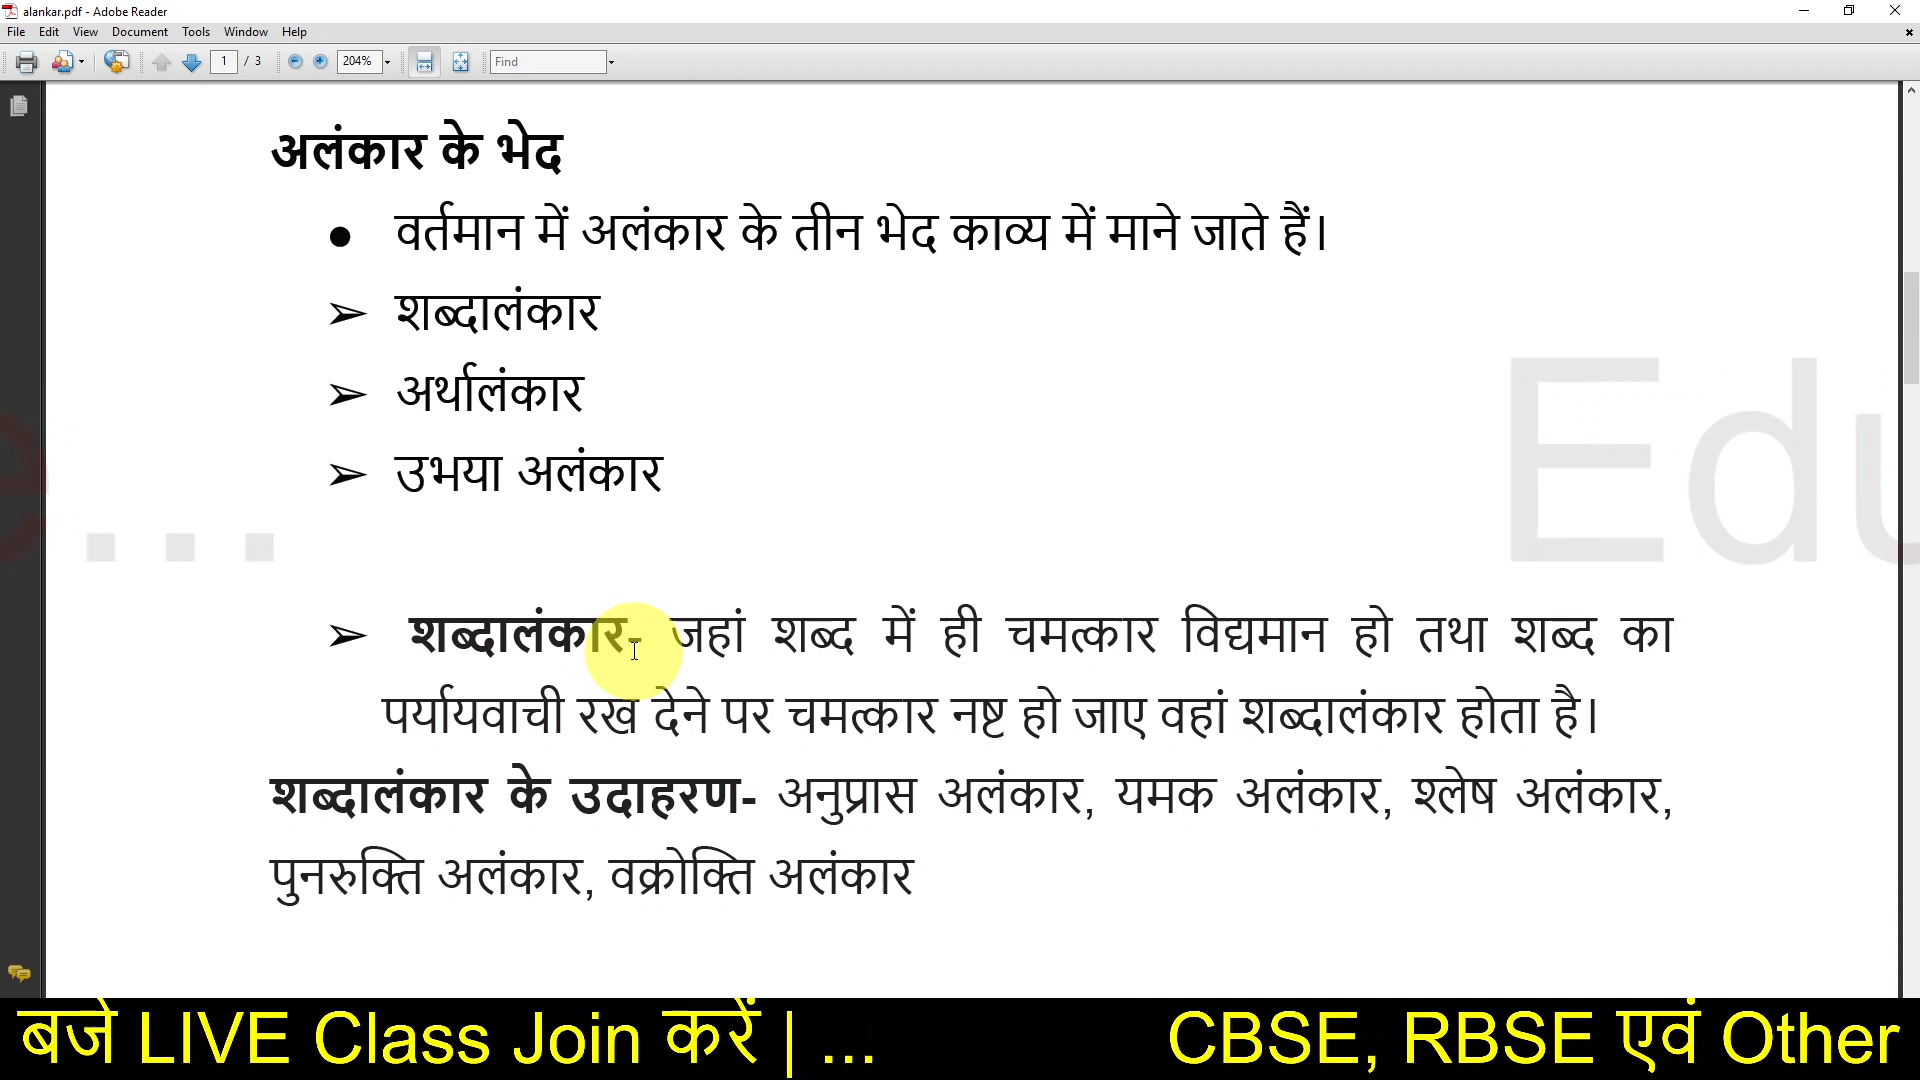 alankar.pdf - Adobe Reader
File Edit View Document Tools Window Help
1 / 3 204% Find
अलंकार के भेद
● वर्तमान में अलंकार के तीन भेद काव्य में माने जाते हैं।
➢ शब्दालंकार
➢ अर्थालंकार
➢ उभया अलंकार
e... Edu
➢ शब्दालंकार- जहां शब्द में ही चमत्कार विद्यमान हो तथा शब्द का
पर्यायवाची रख देने पर चमत्कार नष्ट हो जाए वहां शब्दालंकार होता है।
शब्दालंकार के उदाहरण- अनुप्रास अलंकार, यमक अलंकार, श्लेष अलंकार,
पुनरुक्ति अलंकार, वक्रोक्ति अलंकार
बजे LIVE Class Join करें | ... CBSE, RBSE एवं Other